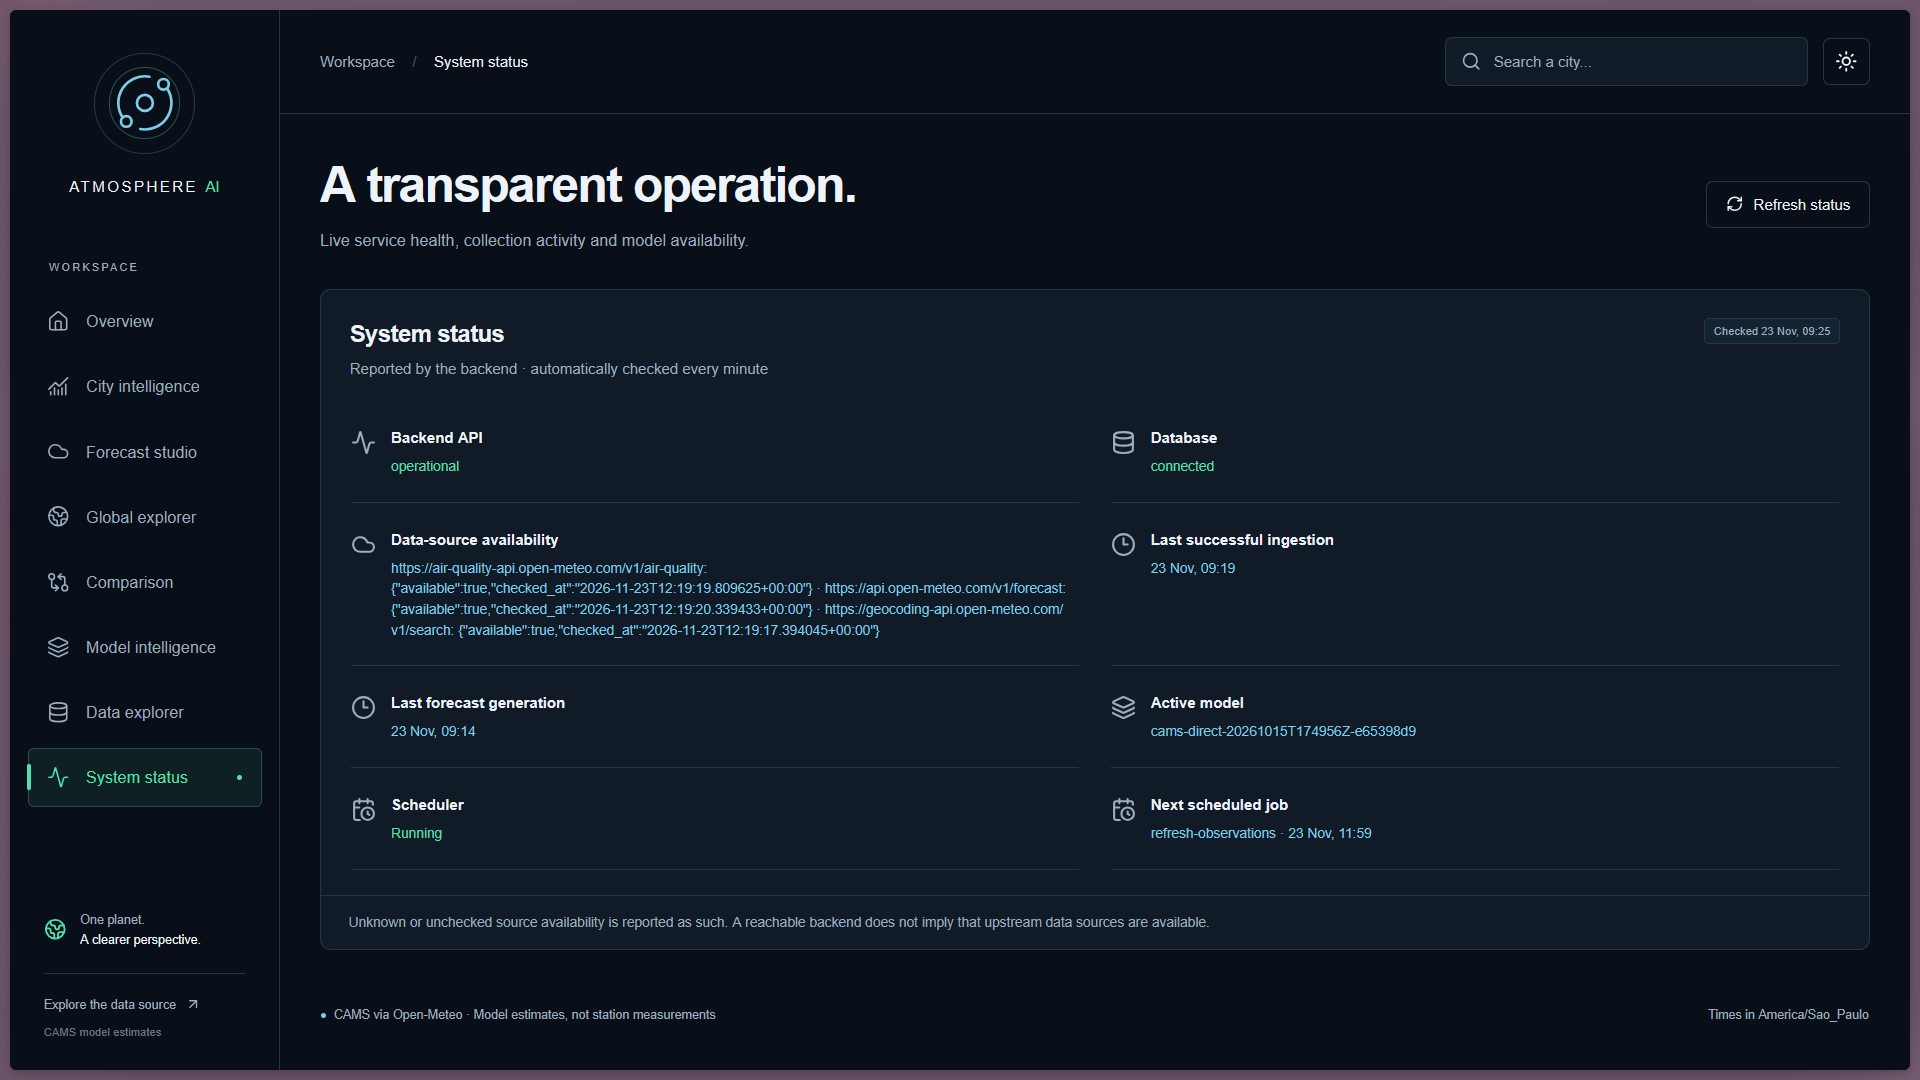 ATMOSPHERE AI
WORKSPACE
Overview
City intelligence
Forecast studio
Global explorer
Comparison
Model intelligence
Data explorer
System status
One planet.
A clearer perspective.
Explore the data source
CAMS model estimates
Workspace / System status
Search a city...
A transparent operation.
Live service health, collection activity and model availability.
Refresh status
System status
Checked 23 Nov, 09:25
Reported by the backend · automatically checked every minute
Backend API
operational
Database
connected
Data-source availability
https://air-quality-api.open-meteo.com/v1/air-quality:
{"available":true,"checked_at":"2026-11-23T12:19:19.809625+00:00"} · https://api.open-meteo.com/v1/forecast:
{"available":true,"checked_at":"2026-11-23T12:19:20.339433+00:00"} · https://geocoding-api.open-meteo.com/
v1/search: {"available":true,"checked_at":"2026-11-23T12:19:17.394045+00:00"}
Last successful ingestion
23 Nov, 09:19
Last forecast generation
23 Nov, 09:14
Active model
cams-direct-20261015T174956Z-e65398d9
Scheduler
Running
Next scheduled job
refresh-observations · 23 Nov, 11:59
Unknown or unchecked source availability is reported as such. A reachable backend does not imply that upstream data sources are available.
CAMS via Open-Meteo · Model estimates, not station measurements
Times in America/Sao_Paulo